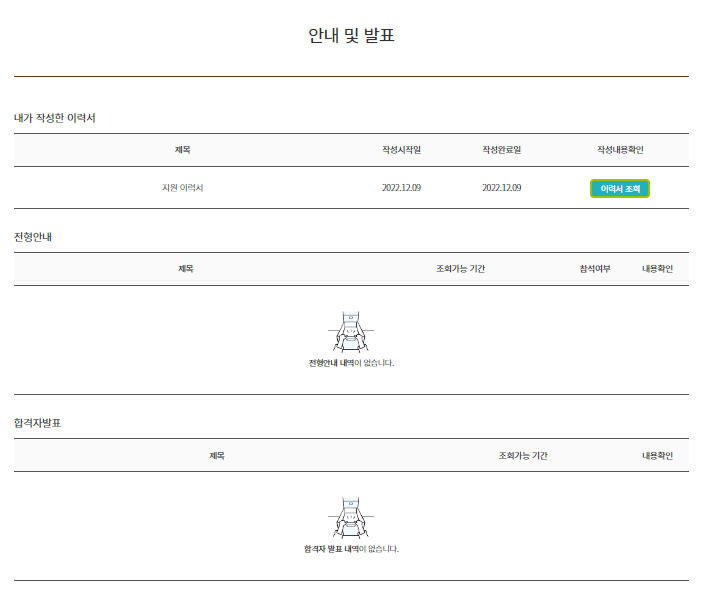 안내 및 발표
내가 작성한 이력서
제목 작성시작일 작성완료일 작성내용확인
지원 이력서 2022.12.09 2022.12.09 이력서 조회
전형안내
제목 조회가능 기간 참석여부 내용확인
전형안내 내역이 없습니다.
합격자발표
제목 조회가능 기간 내용확인
합격자 발표 내역이 없습니다.